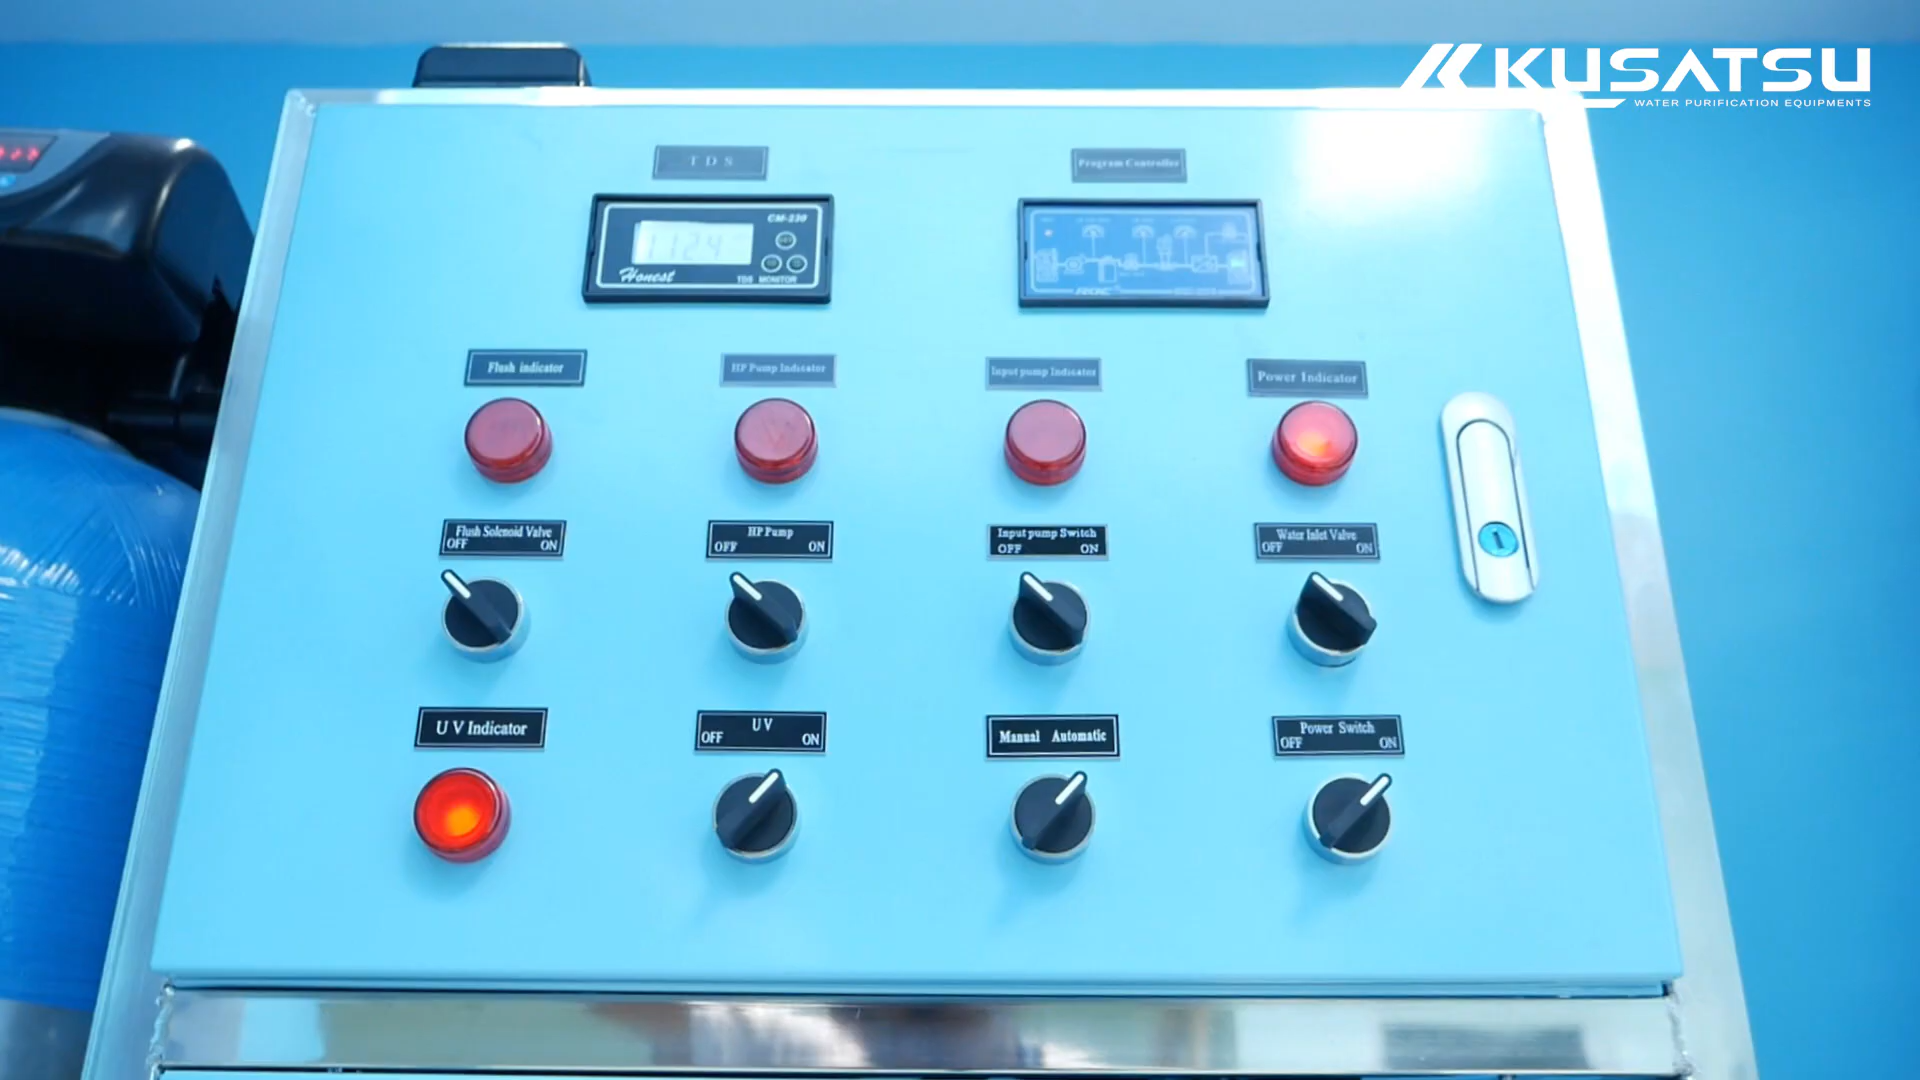 KUSATSU
WATER PURIFICATION EQUIPMENTS
T D S
Program Controller
CM-230
1124
Honest
TDS MONITOR
Flush indicator
HP Pump Indicator
Input pump Indicator
Power Indicator
Flush Solenoid Valve
OFF ON
HP Pump
OFF ON
Input pump Switch
OFF ON
Water Inlet Valve
OFF ON
U V Indicator
U V
OFF ON
Manual Automatic
Power Switch
OFF ON